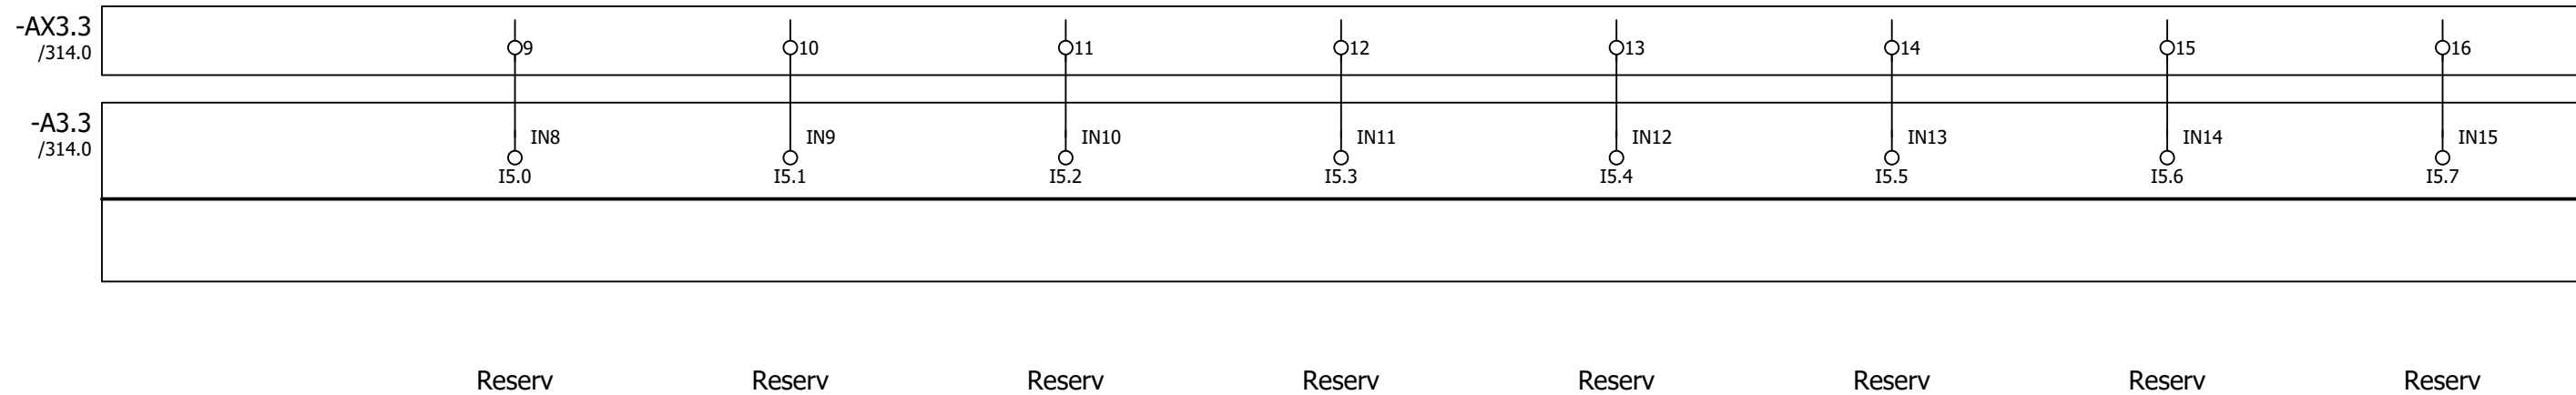 -AX3.3
/314.0
9 10 11 12 13 14 15 16
-A3.3
/314.0
IN8 IN9 IN10 IN11 IN12 IN13 IN14 IN15
I5.0 I5.1 I5.2 I5.3 I5.4 I5.5 I5.6 I5.7
Reserv Reserv Reserv Reserv Reserv Reserv Reserv Reserv